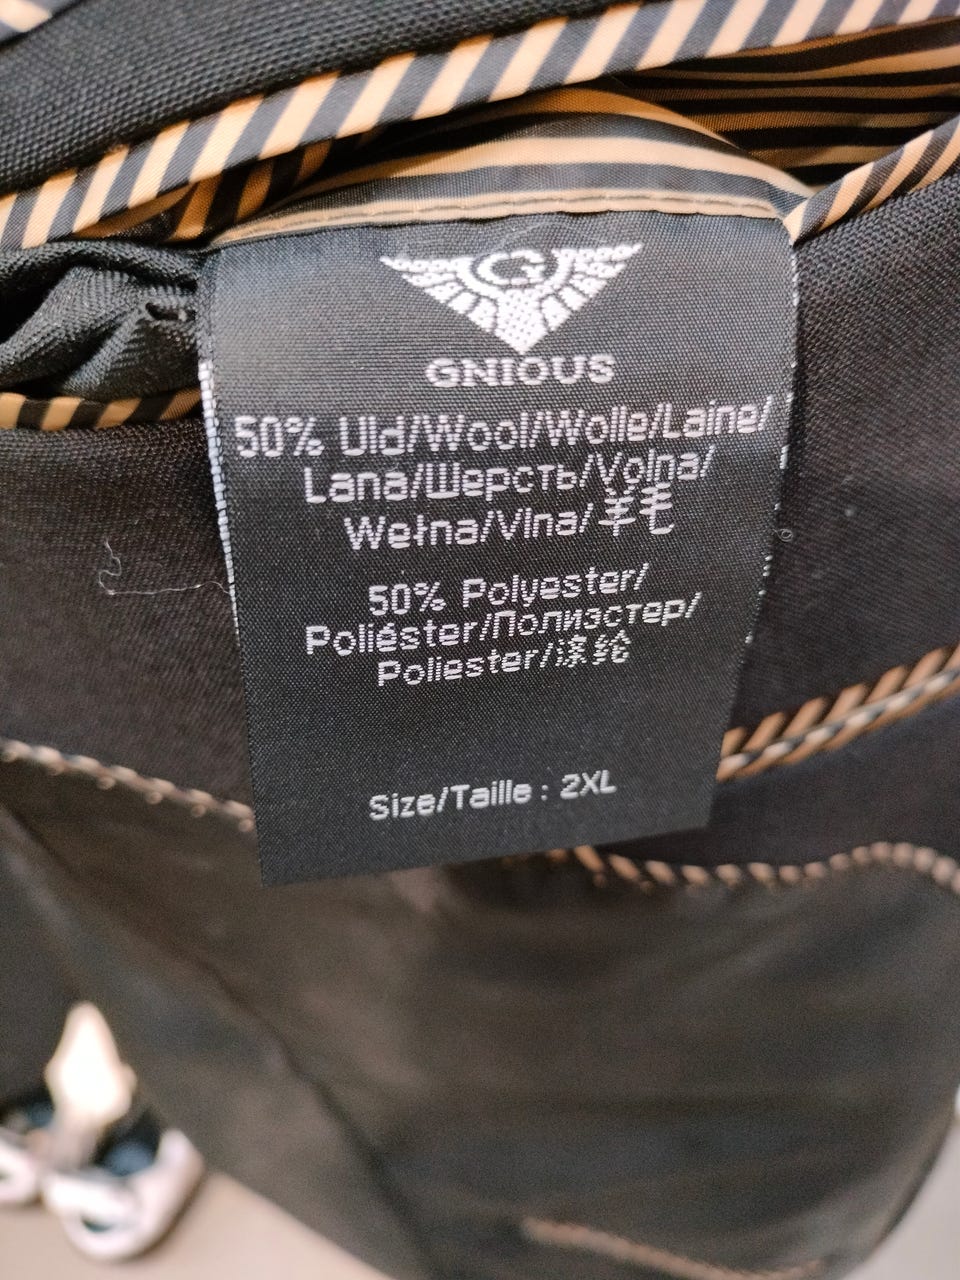 G
GNIOUS
50% Uld/Wool/Wolle/Laine/
Lana/Шерсть/Volna/
Wełna/Vlna/羊毛
50% Polyester/
Poliéster/Полиэстер/
Poliester/涤纶
Size/Taille : 2XL